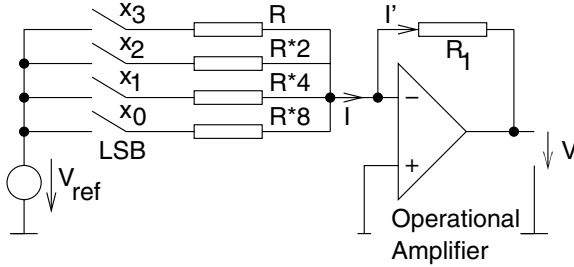 x3 R I'
x2 R*2 R1
x1 R*4 −
x0 R*8 I
LSB + V
Vref
Operational
Amplifier